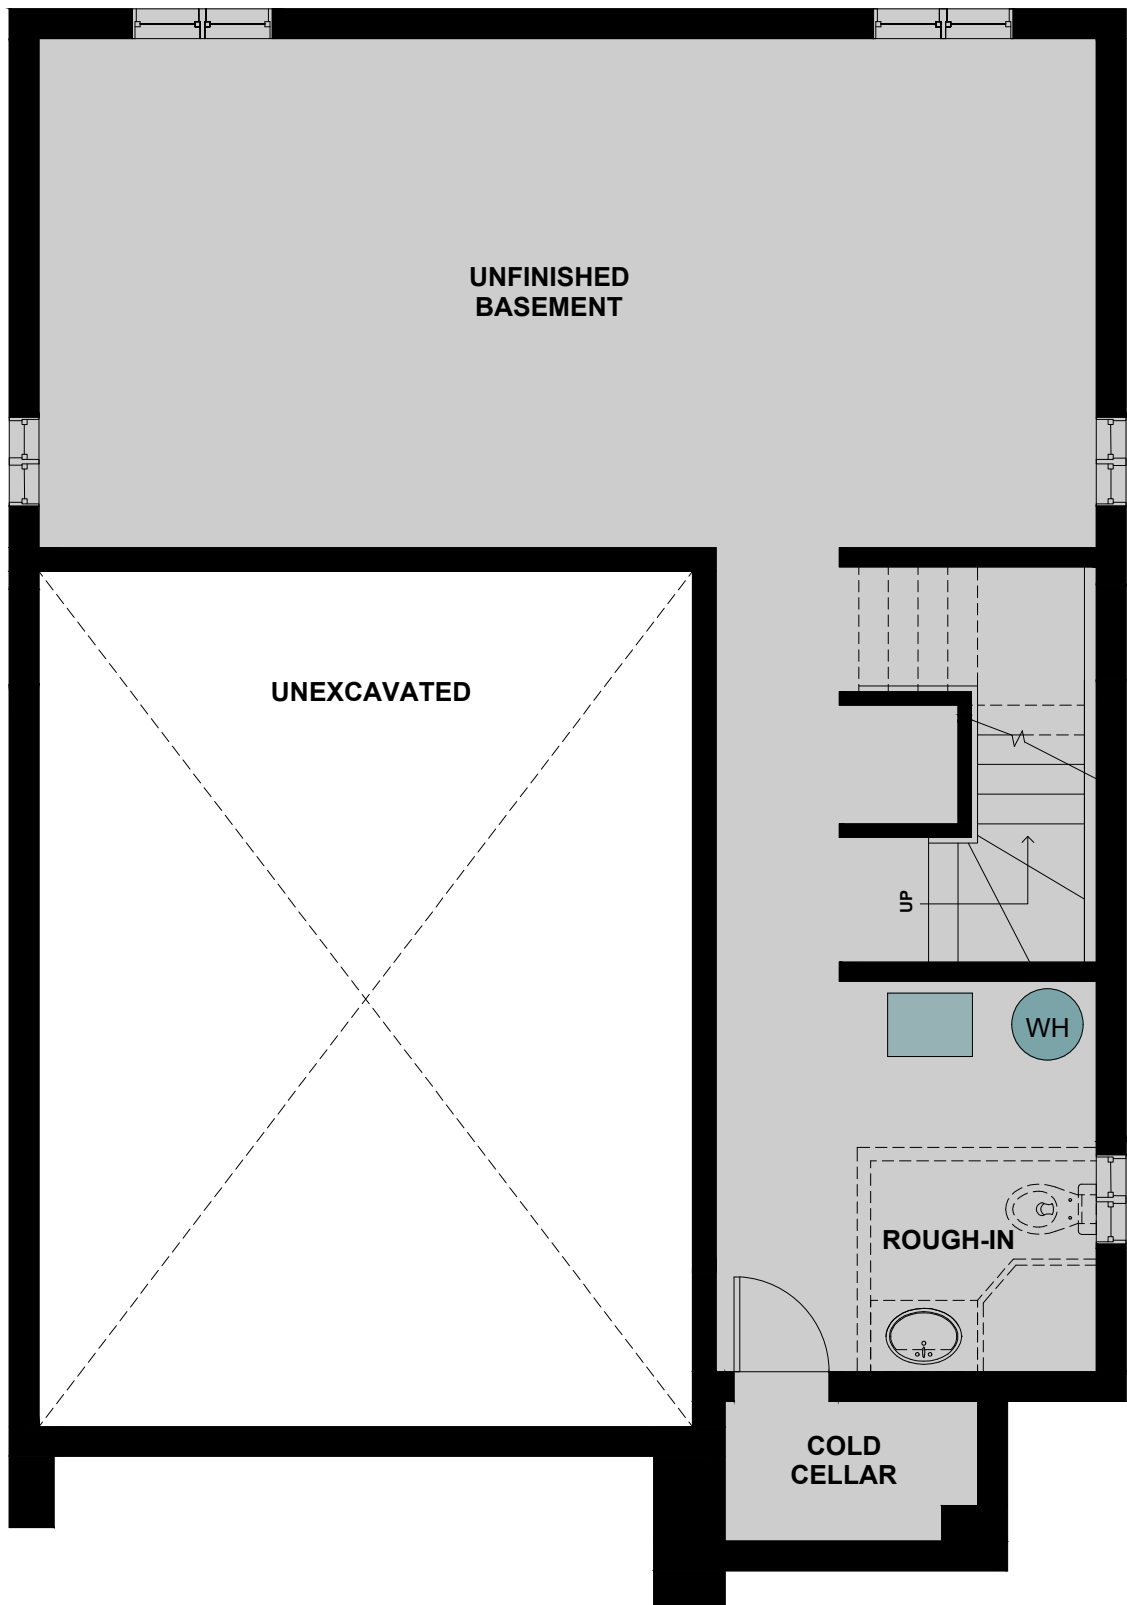 UNFINISHED
BASEMENT
UNEXCAVATED
UP
WH
ROUGH-IN
COLD
CELLAR